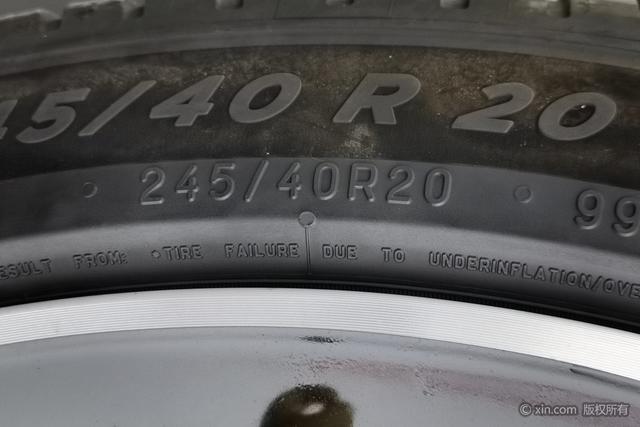 45/40 R 20
245/40R20 99
RESULT FROM: •TIRE FAILURE DUE TO UNDERINFLATION/OVE
© xin.com 版权所有